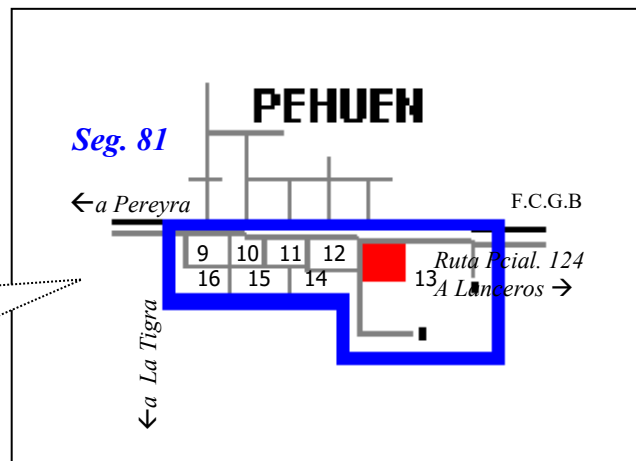 PEHUEN
Seg. 81
←a Pereyra
F.C.G.B
9 10 11 12
Ruta Pcial. 124
16 15 14 13
A Lanceros →
←a La Tigra